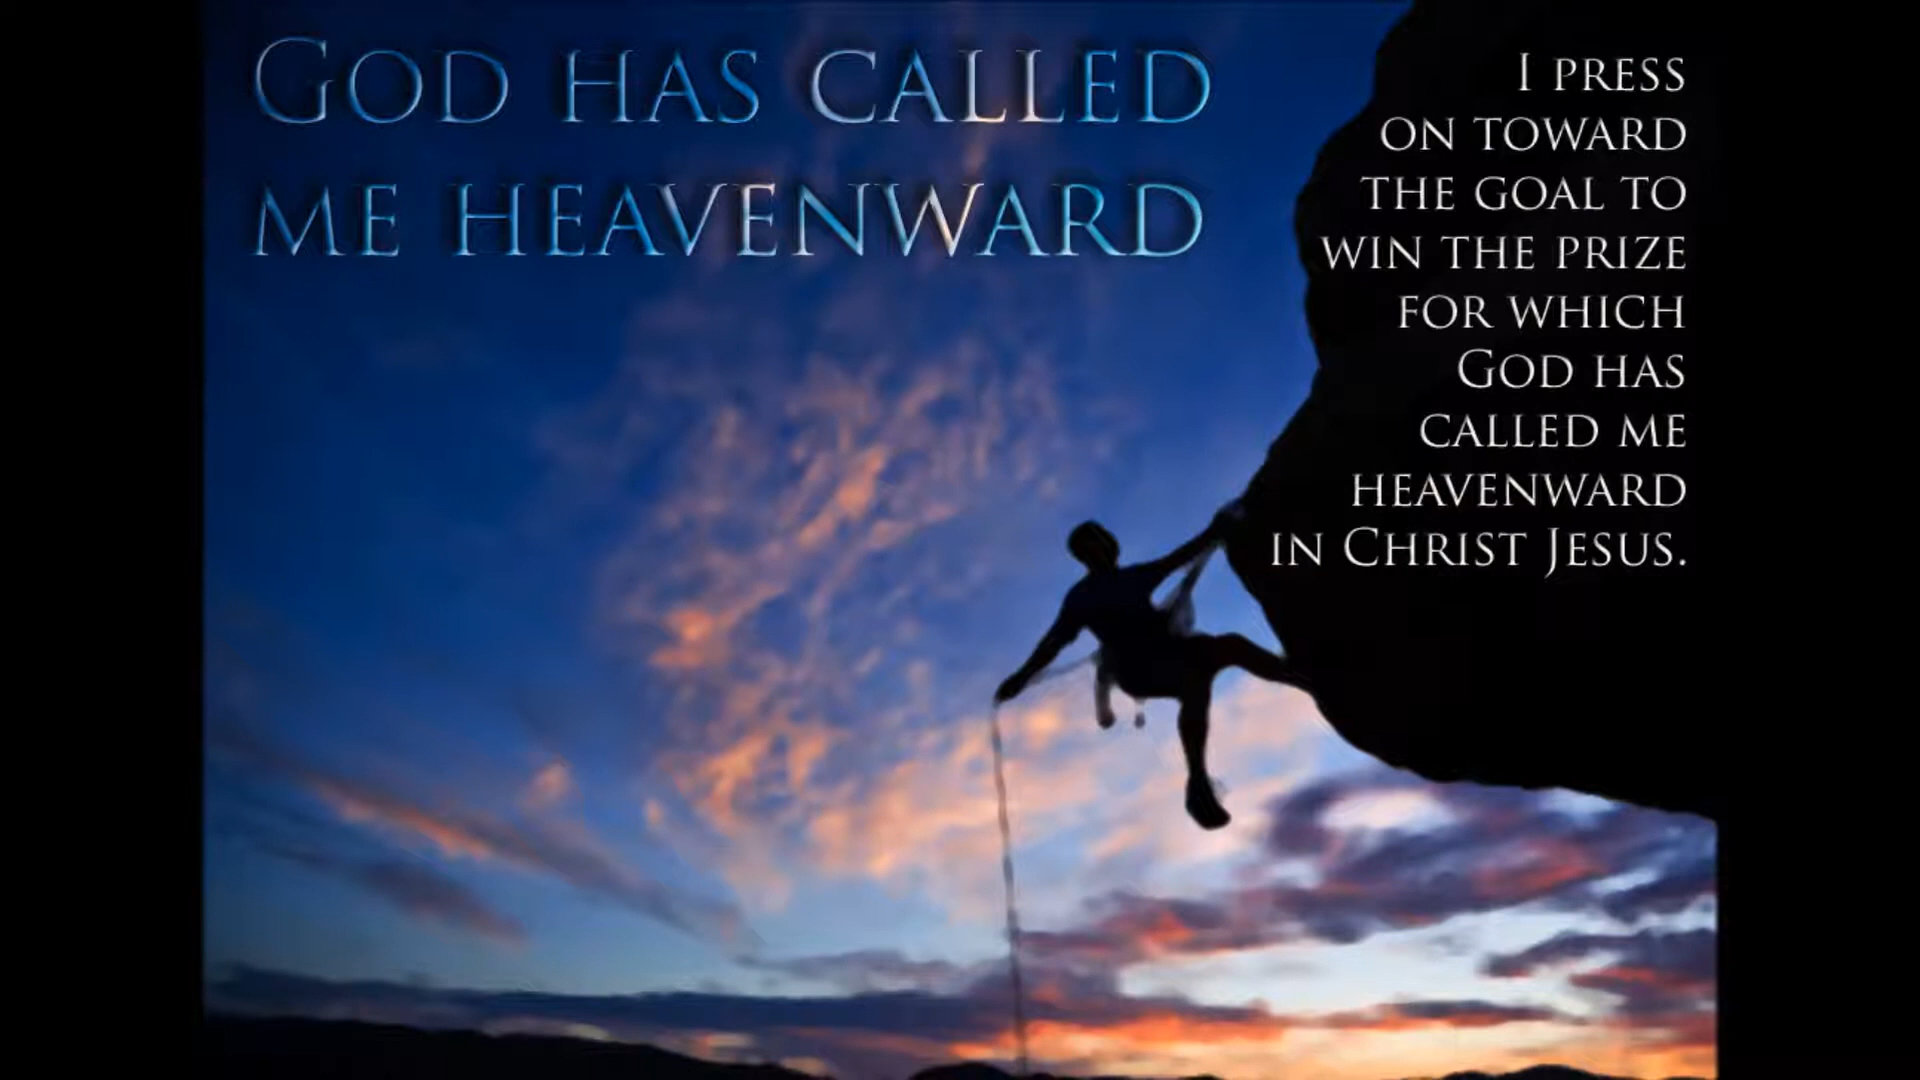 God has called
me heavenward
I press
on toward
the goal to
win the prize
for which
God has
called me
heavenward
in Christ Jesus.